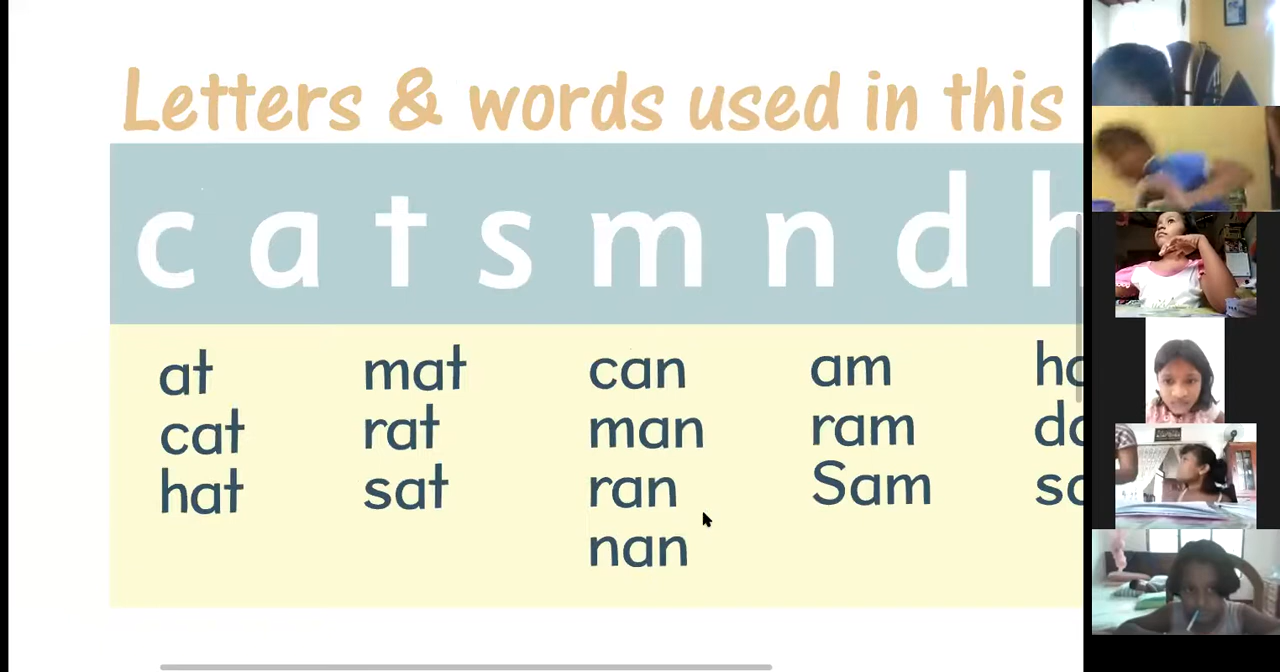 Letters & words used in this
c a t s m n d h
at mat can am
cat rat man ram
hat sat ran Sam
nan